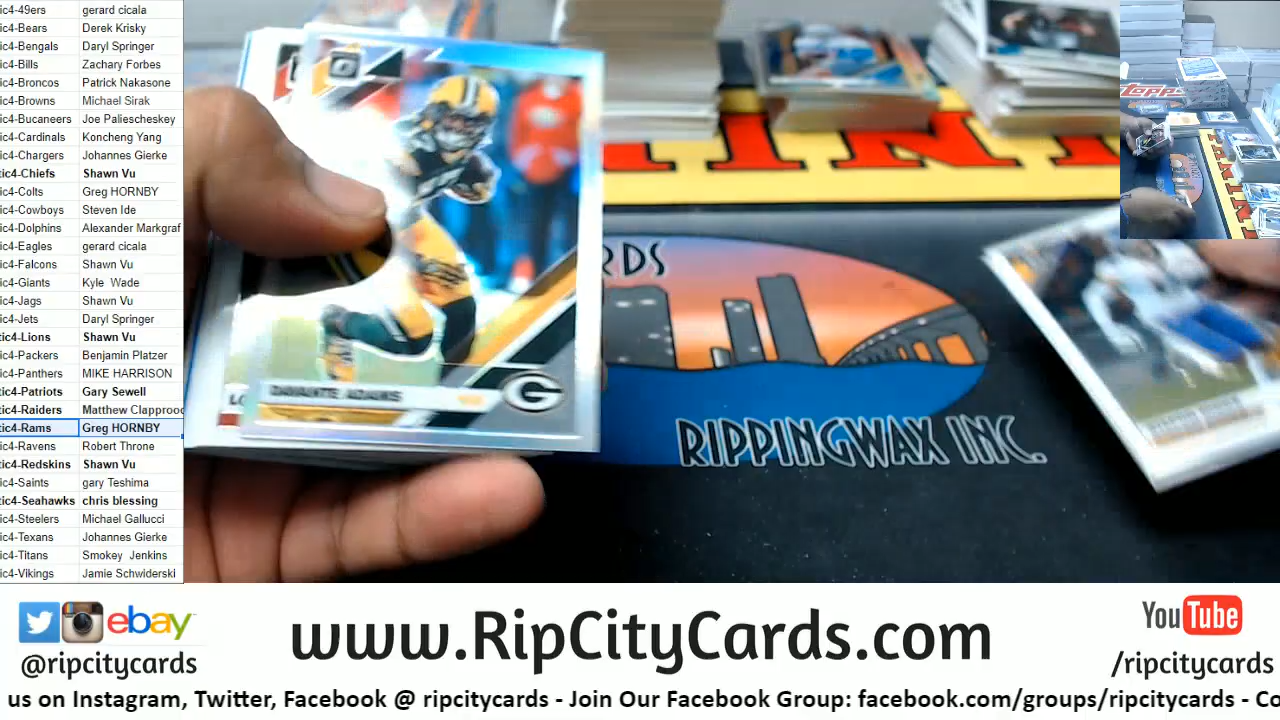 ic4-49ers gerard cicala
ic4-Bears Derek Krisky
ic4-Bengals Daryl Springer
ic4-Bills Zachary Forbes
ic4-Broncos Patrick Nakasone
ic4-Browns Michael Sirak
ic4-Bucaneers Joe Paliescheskey
ic4-Cardinals Koncheng Yang
ic4-Chargers Johannes Gierke
tic4-Chiefs Shawn Vu
ic4-Colts Greg HORNBY
ic4-Cowboys Steven Ide
ic4-Dolphins Alexander Markgraf
ic4-Eagles gerard cicala
ic4-Falcons Shawn Vu
ic4-Giants Kyle Wade
ic4-Jags Shawn Vu
ic4-Jets Daryl Springer
tic4-Lions Shawn Vu
ic4-Packers Benjamin Platzer
ic4-Panthers MIKE HARRISON
tic4-Patriots Gary Sewell
tic4-Raiders Matthew Clapprood
tic4-Rams Greg HORNBY
ic4-Ravens Robert Throne
tic4-Redskins Shawn Vu
ic4-Saints gary Teshima
tic4-Seahawks chris blessing
ic4-Steelers Michael Gallucci
ic4-Texans Johannes Gierke
ic4-Titans Smokey Jenkins
ic4-Vikings Jamie Schwiderski
DAVANTE ADAMS
G
RDS
RIPPINGWAX INC.
Topps
ebay
@ripcitycards
www.RipCityCards.com
YouTube
/ripcitycards
us on Instagram, Twitter, Facebook @ ripcitycards - Join Our Facebook Group: facebook.com/groups/ripcitycards - Co